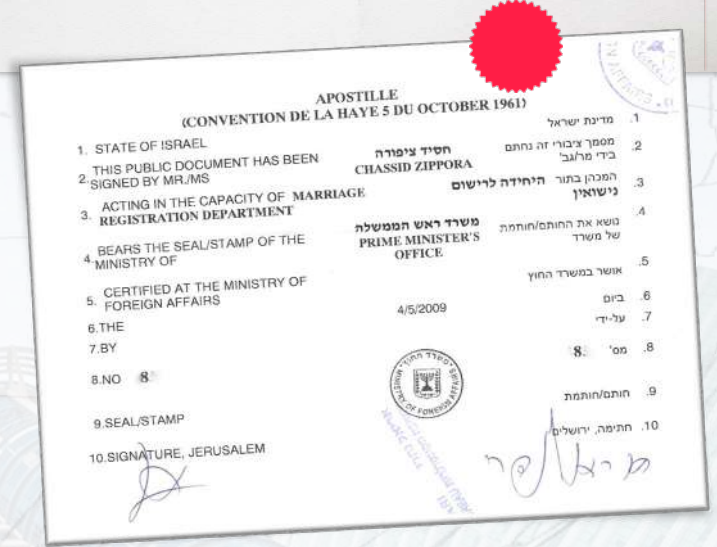 APOSTILLE
(CONVENTION DE LA HAYE 5 DU OCTOBER 1961)
1. STATE OF ISRAEL
1. מדינת ישראל
2. THIS PUBLIC DOCUMENT HAS BEEN
SIGNED BY MR./MS
חסיד ציפורה
CHASSID ZIPPORA
2. מסמך ציבורי זה נחתם
בידי מר/גב'
3. ACTING IN THE CAPACITY OF MARRIAGE
REGISTRATION DEPARTMENT
3. המכהן בתור היחידה לרישום
נישואין
4. BEARS THE SEAL/STAMP OF THE
MINISTRY OF
משרד ראש הממשלה
PRIME MINISTER'S
OFFICE
4. נושא את החותם/חותמת
של משרד
5. CERTIFIED AT THE MINISTRY OF
FOREIGN AFFAIRS
5. אושר במשרד החוץ
6. THE
4/5/2009
6. ביום
7. BY
7. על-ידי
8. NO 8.
8. מס' 8.
משרד החוץ
MINISTRY OF FOREIGN AFFAIRS
9. SEAL/STAMP
9. חותם/חותמת
10. SIGNATURE, JERUSALEM
10. חתימה, ירושלים